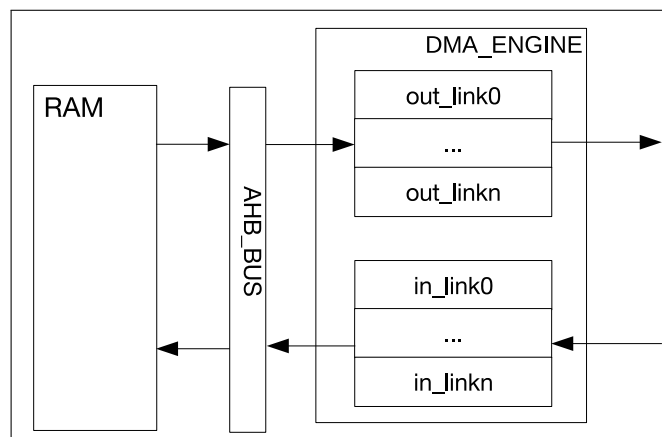 DMA_ENGINE
RAM
out_link0
...
out_linkn
AHB_BUS
in_link0
...
in_linkn